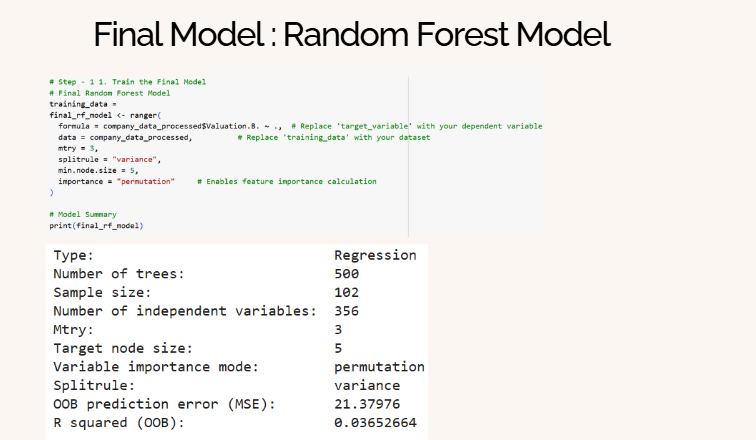 Final Model : Random Forest Model
# Step - 1 1. Train the Final Model
# Final Random Forest Model
training_data =
final_rf_model <- ranger(
formula = company_data_processed$Valuation.B. ~ ., # Replace 'target_variable' with your dependent variable
data = company_data_processed, # Replace 'training_data' with your dataset
mtry = 3,
splitrule = "variance",
min.node.size = 5,
importance = "permutation" # Enables feature importance calculation
)
# Model Summary
print(final_rf_model)
Type: Regression
Number of trees: 500
Sample size: 102
Number of independent variables: 356
Mtry: 3
Target node size: 5
Variable importance mode: permutation
Splitrule: variance
OOB prediction error (MSE): 21.37976
R squared (OOB): 0.03652664